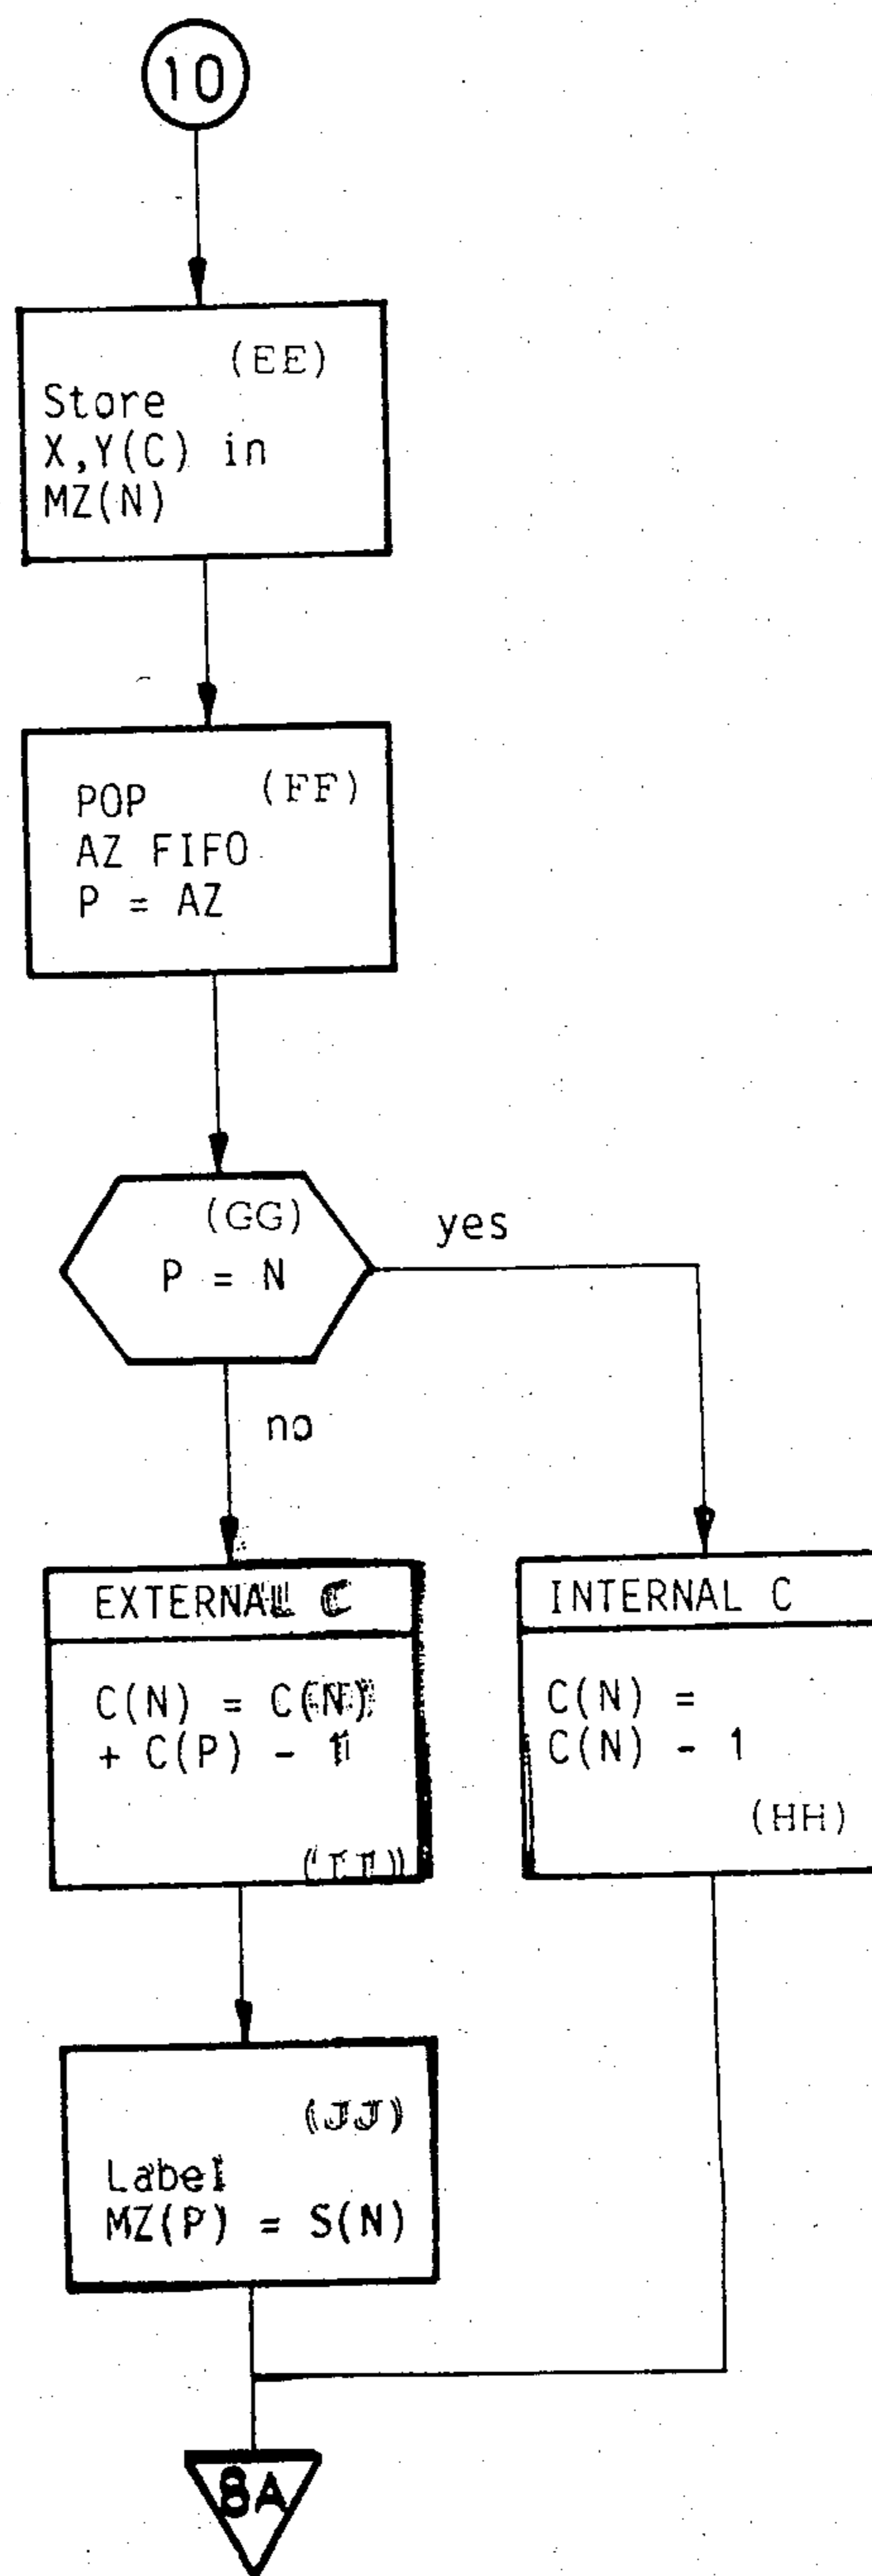 10
(EE)
Store
X,Y(C) in
MZ(N)
(FF)
POP
AZ FIFO
P = AZ
(GG)
P = N
yes
no
EXTERNAL C
C(N) = C(N)
+ C(P) - 1
(II)
INTERNAL C
C(N) =
C(N) - 1
(HH)
(JJ)
Label
MZ(P) = S(N)
8A